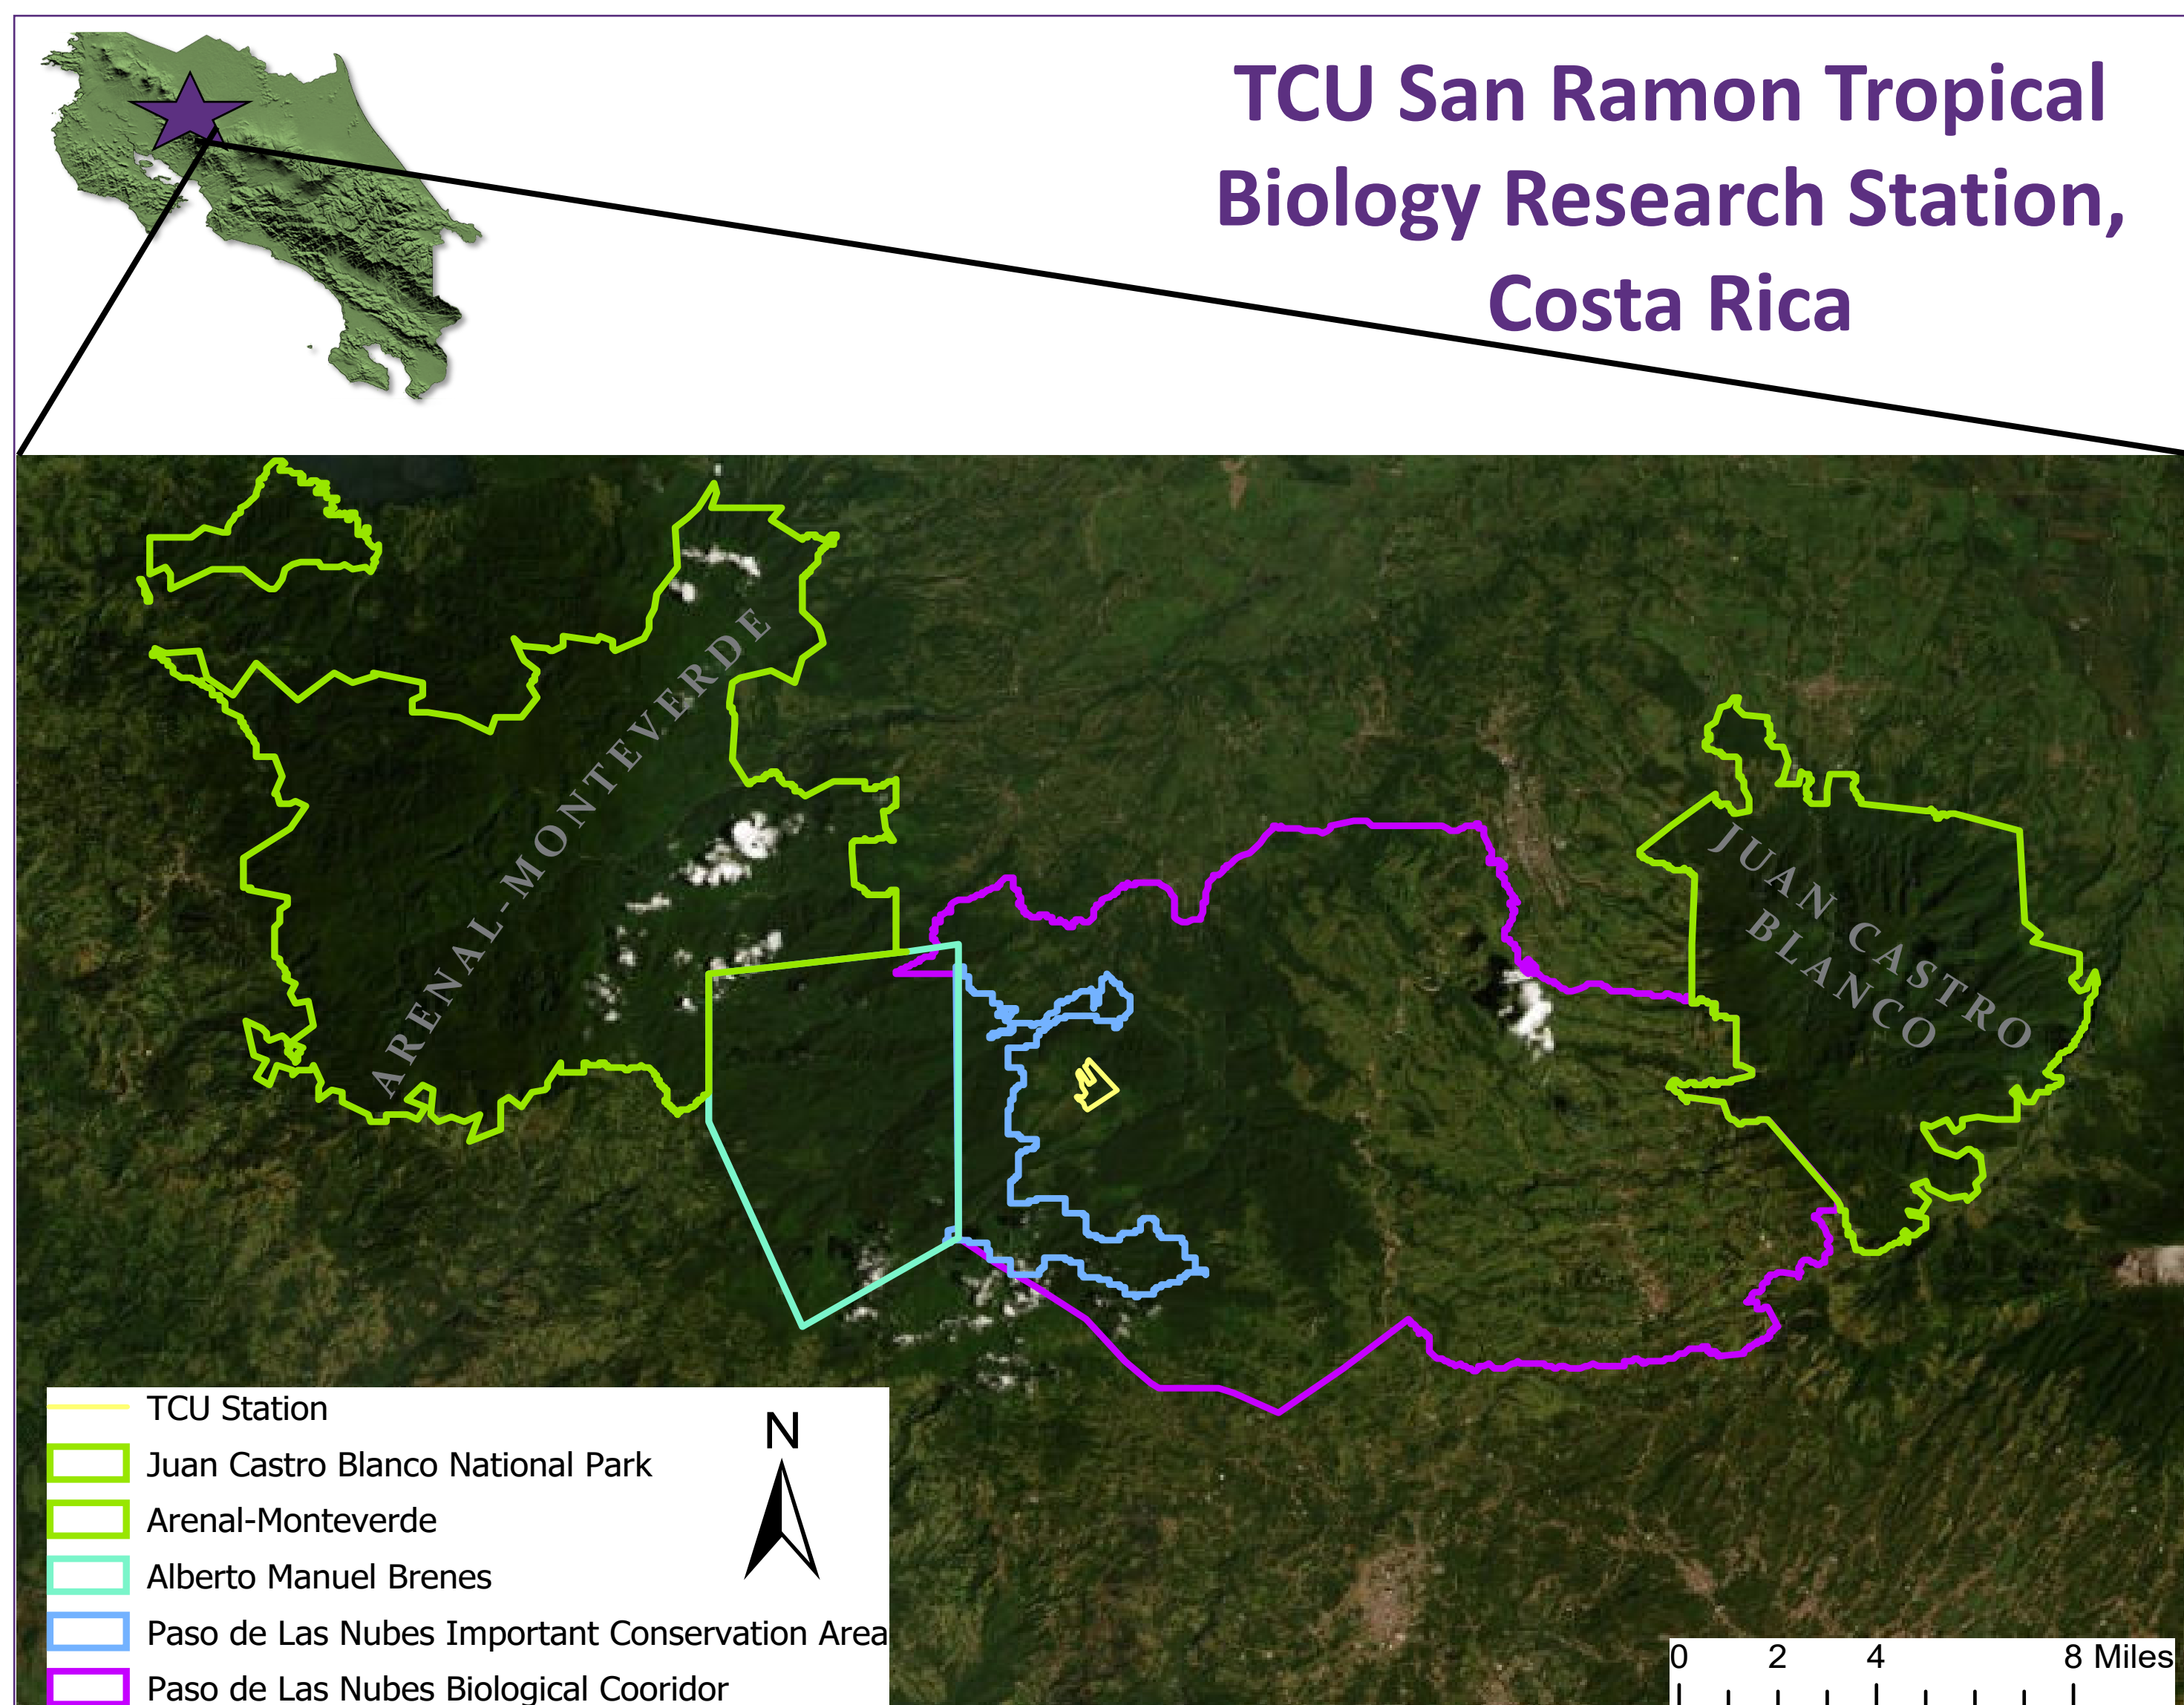 TCU San Ramon Tropical
Biology Research Station,
Costa Rica
ARENAL-MONTEVERDE
JUAN CASTRO
BLANCO
TCU Station
Juan Castro Blanco National Park
Arenal-Monteverde
Alberto Manuel Brenes
Paso de Las Nubes Important Conservation Area
Paso de Las Nubes Biological Cooridor
N
0 2 4 8 Miles